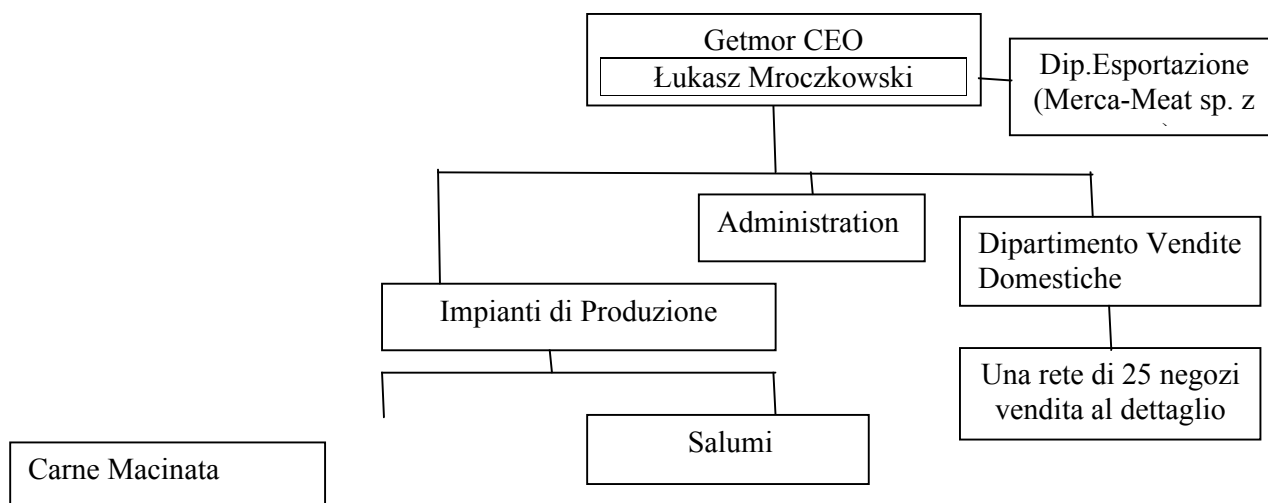 Getmor CEO
Łukasz Mroczkowski
Dip.Esportazione
(Merca-Meat sp. z
Administration
Dipartimento Vendite
Domestiche
Impianti di Produzione
Una rete di 25 negozi
vendita al dettaglio
Salumi
Carne Macinata